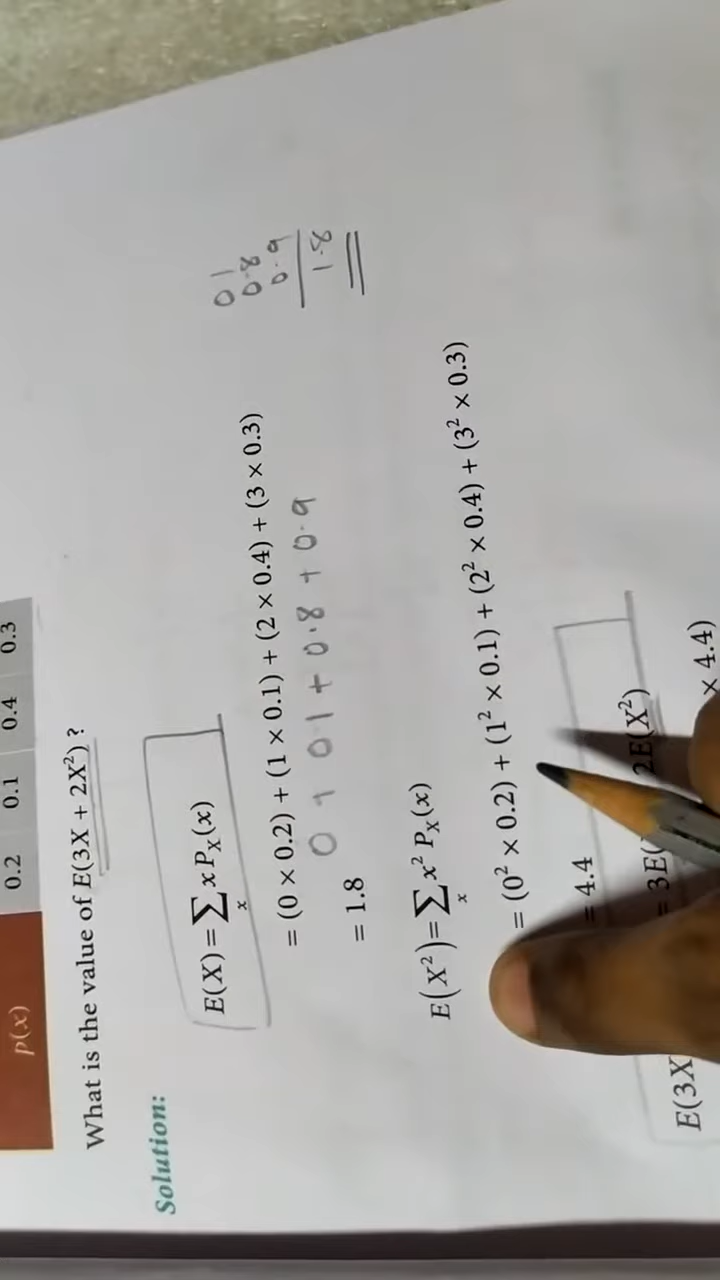 p(x) 0.2 0.1 0.4 0.3
What is the value of E(3X + 2X²) ?
Solution:
E(X) = ∑ₓ x Pₓ(x)
= (0 × 0.2) + (1 × 0.1) + (2 × 0.4) + (3 × 0.3)
0 + 0.1 + 0.8 + 0.9
= 1.8
0.1
0.8
0.9
1.8
E(X²) = ∑ₓ x² Pₓ(x)
= (0² × 0.2) + (1² × 0.1) + (2² × 0.4) + (3² × 0.3)
= 4.4
E(3X = 3E( 2E(X²)
× 4.4)